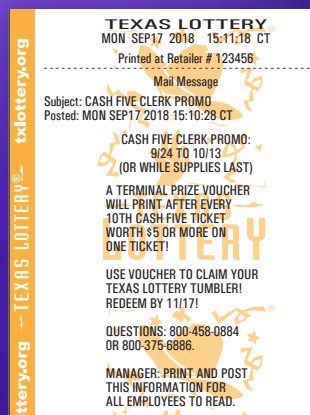 TEXAS LOTTERY
MON SEP17 2018 15:11:18 CT
Printed at Retailer # 123456
Mail Message
Subject: CASH FIVE CLERK PROMO
Posted: MON SEP17 2018 15:10:28 CT
CASH FIVE CLERK PROMO:
9/24 TO 10/13
(OR WHILE SUPPLIES LAST)
A TERMINAL PRIZE VOUCHER
WILL PRINT AFTER EVERY
10TH CASH FIVE TICKET
WORTH $5 OR MORE ON
ONE TICKET!
USE VOUCHER TO CLAIM YOUR
TEXAS LOTTERY TUMBLER!
REDEEM BY 11/17!
QUESTIONS: 800-458-0884
OR 800-375-6886.
MANAGER: PRINT AND POST
THIS INFORMATION FOR
ALL EMPLOYEES TO READ.
txlottery.org
TEXAS LOTTERY®
ttery.org
LOTTERY